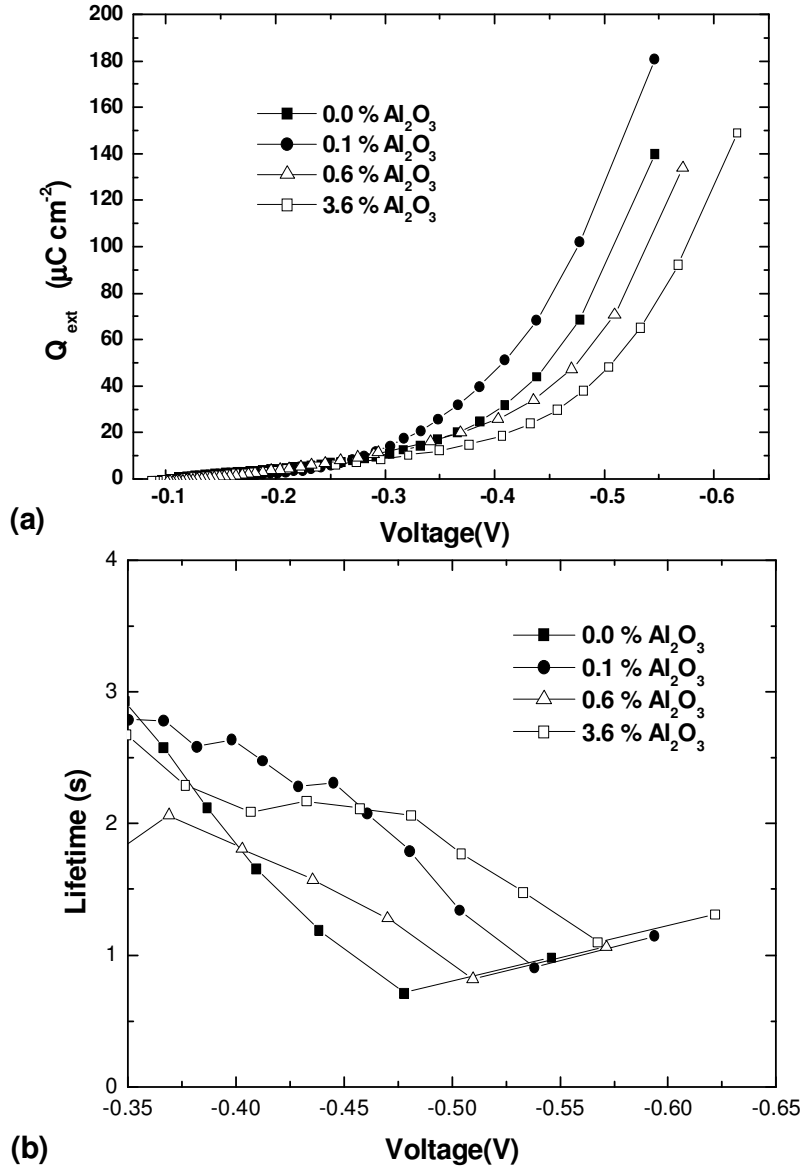 200
180
160
140
120
100
80
60
40
20
0
Q ext (μC cm-2)
0.0 % Al2O3
0.1 % Al2O3
0.6 % Al2O3
3.6 % Al2O3
-0.1 -0.2 -0.3 -0.4 -0.5 -0.6
(a)
Voltage(V)
4
3
2
1
0
Lifetime (s)
0.0 % Al2O3
0.1 % Al2O3
0.6 % Al2O3
3.6 % Al2O3
-0.35 -0.40 -0.45 -0.50 -0.55 -0.60 -0.65
(b)
Voltage(V)